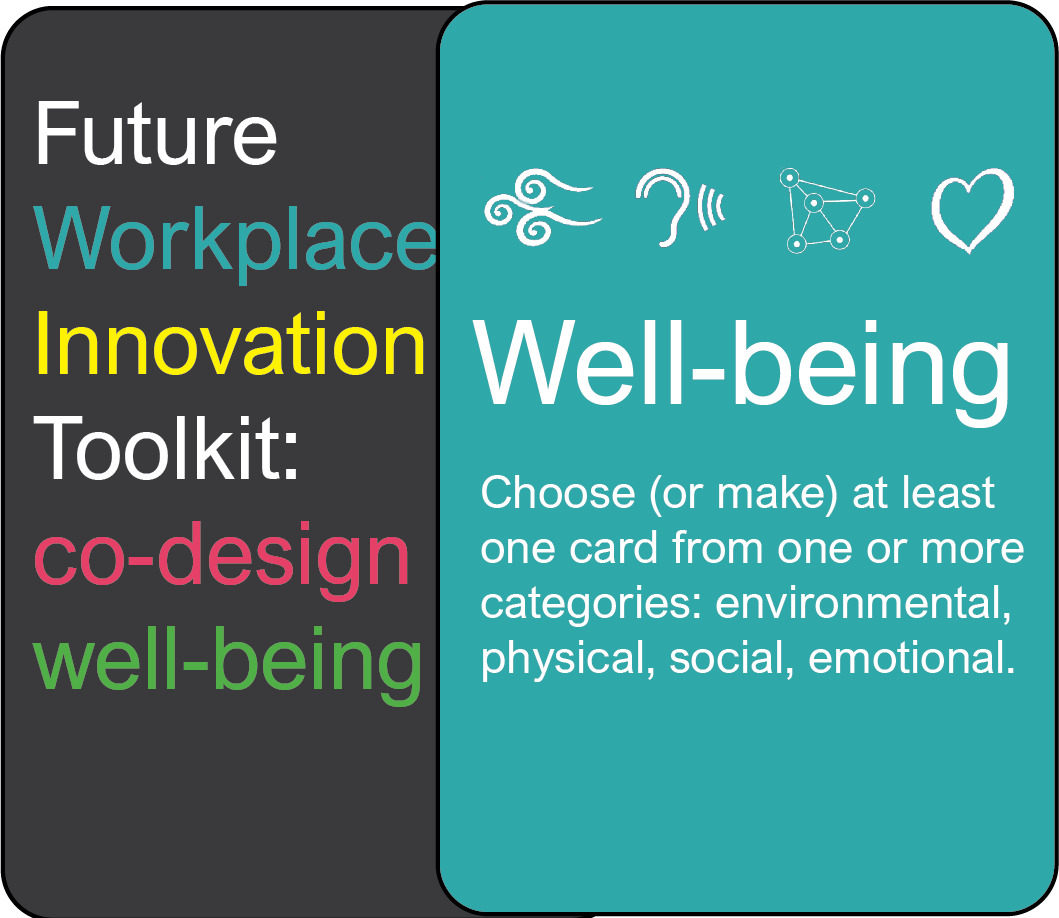 Future
Workplace
Innovation
Toolkit:
co-design
well-being
Well-being
Choose (or make) at least
one card from one or more
categories: environmental,
physical, social, emotional.